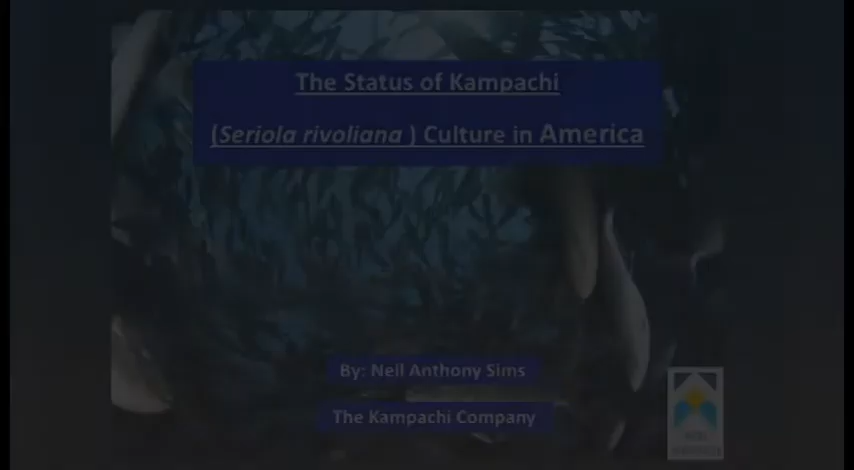 The Status of Kampachi
(Seriola rivoliana ) Culture in America
By: Neil Anthony Sims
The Kampachi Company